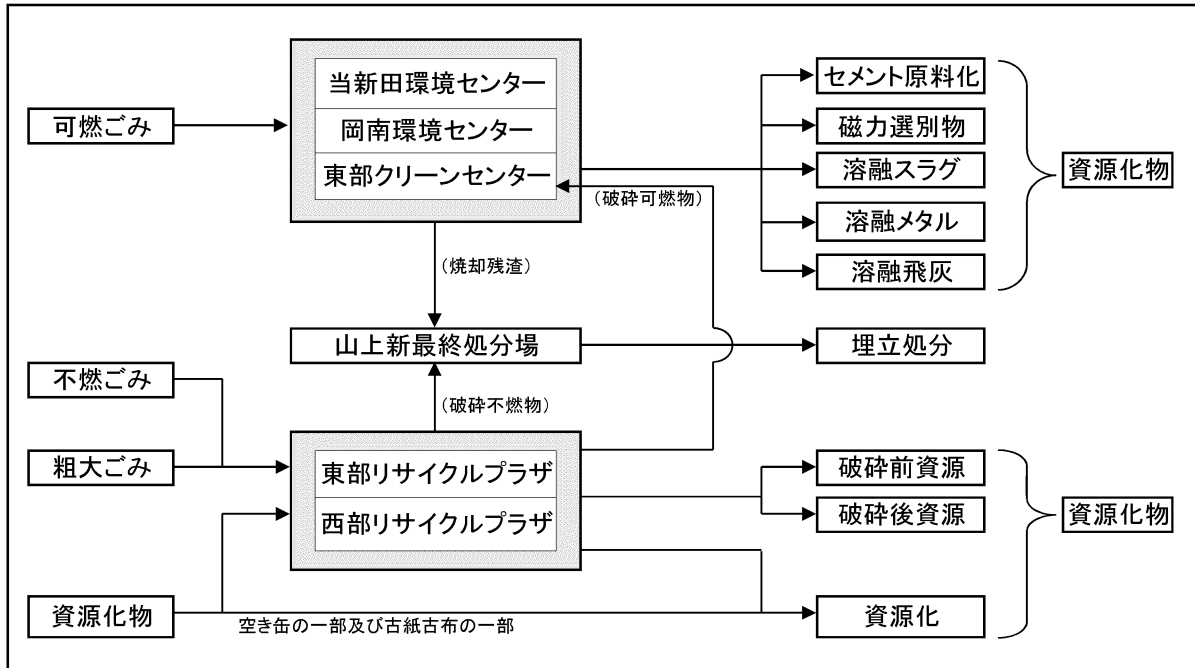 可燃ごみ
当新田環境センター
岡南環境センター
東部クリーンセンター
セメント原料化
磁力選別物
溶融スラグ
溶融メタル
溶融飛灰
資源化物
(破砕可燃物)
(焼却残渣)
山上新最終処分場
埋立処分
不燃ごみ
(破砕不燃物)
粗大ごみ
東部リサイクルプラザ
西部リサイクルプラザ
破砕前資源
破砕後資源
資源化物
資源化物
空き缶の一部及び古紙古布の一部
資源化